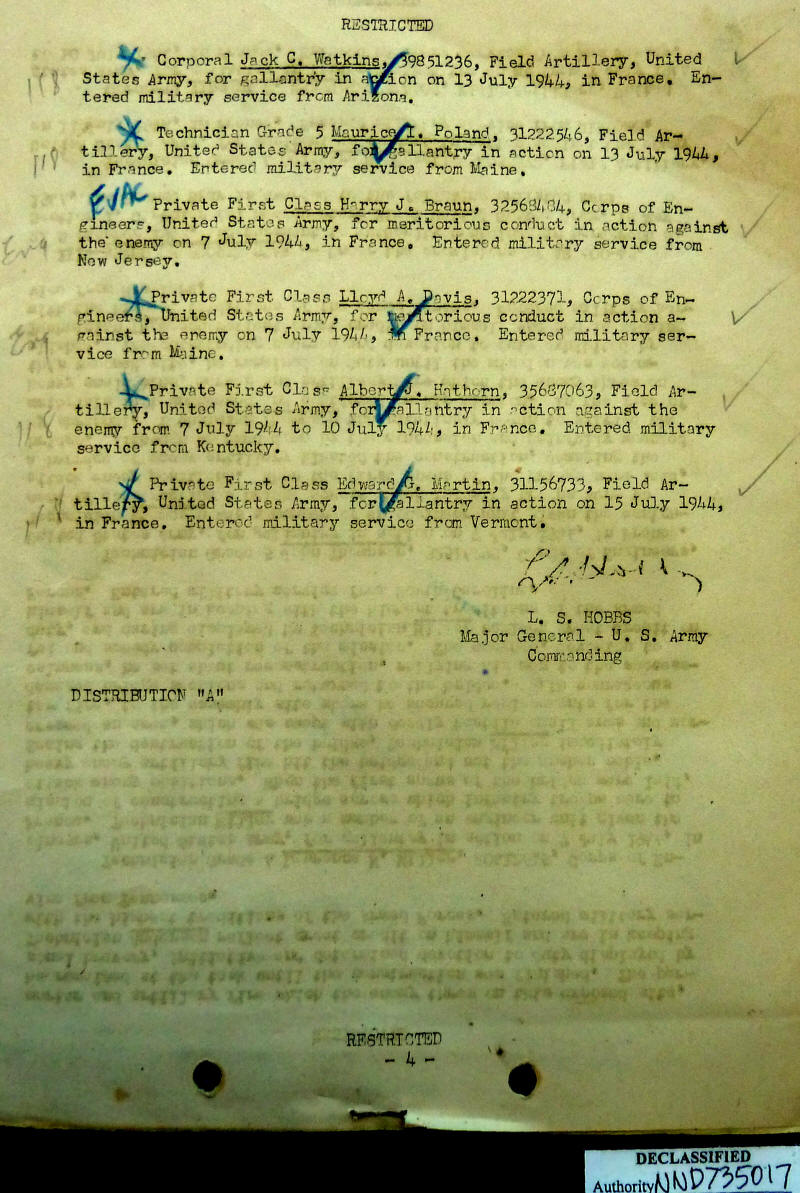 RESTRICTED
Corporal Jack C. Watkins, 39851236, Field Artillery, United
States Army, for gallantry in action on 13 July 1944, in France. En-
tered military service from Arizona.
Technician Grade 5 Maurice I. Poland, 31222546, Field Ar-
tillery, United States Army, for gallantry in action on 13 July 1944,
in France. Entered military service from Maine.
Private First Class Harry J. Braun, 32568484, Corps of En-
gineers, United States Army, for meritorious conduct in action against
the enemy on 7 July 1944, in France. Entered military service from
New Jersey.
Private First Class Lloyd A. Davis, 31222371, Corps of En-
gineers, United States Army, for meritorious conduct in action a-
gainst the enemy on 7 July 1944, in France. Entered military ser-
vice from Maine.
Private First Class Albert J. Hathorn, 35687063, Field Ar-
tillery, United States Army, for gallantry in action against the
enemy from 7 July 1944 to 10 July 1944, in France. Entered military
service from Kentucky.
Private First Class Edward G. Martin, 31156733, Field Ar-
tillery, United States Army, for gallantry in action on 15 July 1944,
in France. Entered military service from Vermont.
L. S. HOBBS
Major General - U. S. Army
Commanding
DISTRIBUTION "A"
RESTRICTED
- 4 -
DECLASSIFIED
Authority NND735017